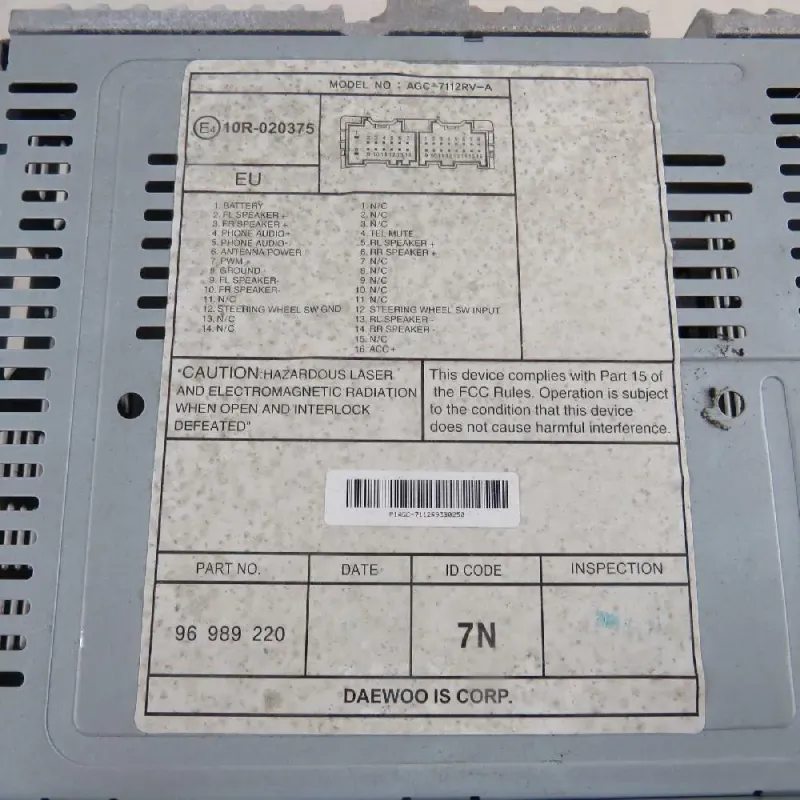 MODEL NO : AGC-7112RV-A
E4 10R-020375
EU
1. BATTERY
2. FL SPEAKER +
3. FR SPEAKER +
4. PHONE AUDIO+
5. PHONE AUDIO-
6. ANTENNA POWER
7. PWM +
8. GROUND
9. FL SPEAKER-
10. FR SPEAKER-
11. N/C
12. STEERING WHEEL SW GND
13. N/C
14. N/C
1. N/C
2. N/C
3. N/C
4. TEL MUTE
5. RL SPEAKER +
6. RR SPEAKER +
7. N/C
8. N/C
9. N/C
10. N/C
11. N/C
12. STEERING WHEEL SW INPUT
13. RL SPEAKER -
14. RR SPEAKER -
15. N/C
16. ACC+
"CAUTION: HAZARDOUS LASER
AND ELECTROMAGNETIC RADIATION
WHEN OPEN AND INTERLOCK
DEFEATED"
This device complies with Part 15 of
the FCC Rules. Operation is subject
to the condition that this device
does not cause harmful interference.
PART NO. DATE ID CODE INSPECTION
96 989 220 7N
DAEWOO IS CORP.